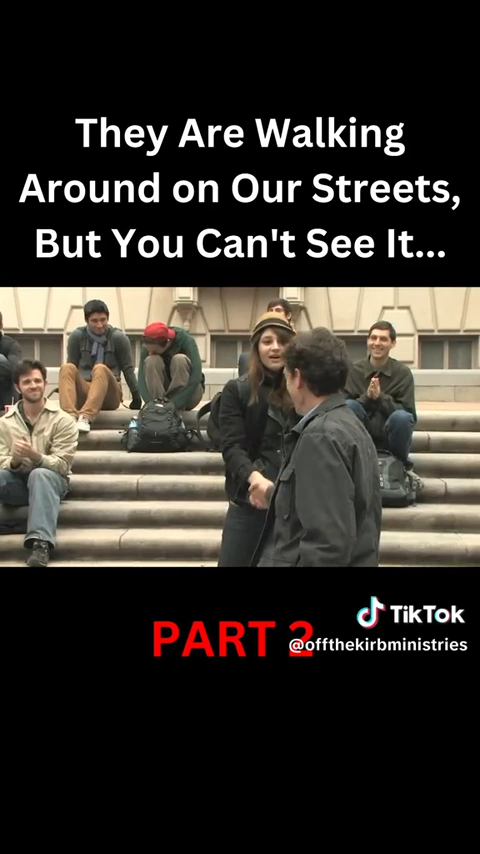 They Are Walking
Around on Our Streets,
But You Can't See It...
PART 2
TikTok
@offthekirbministries